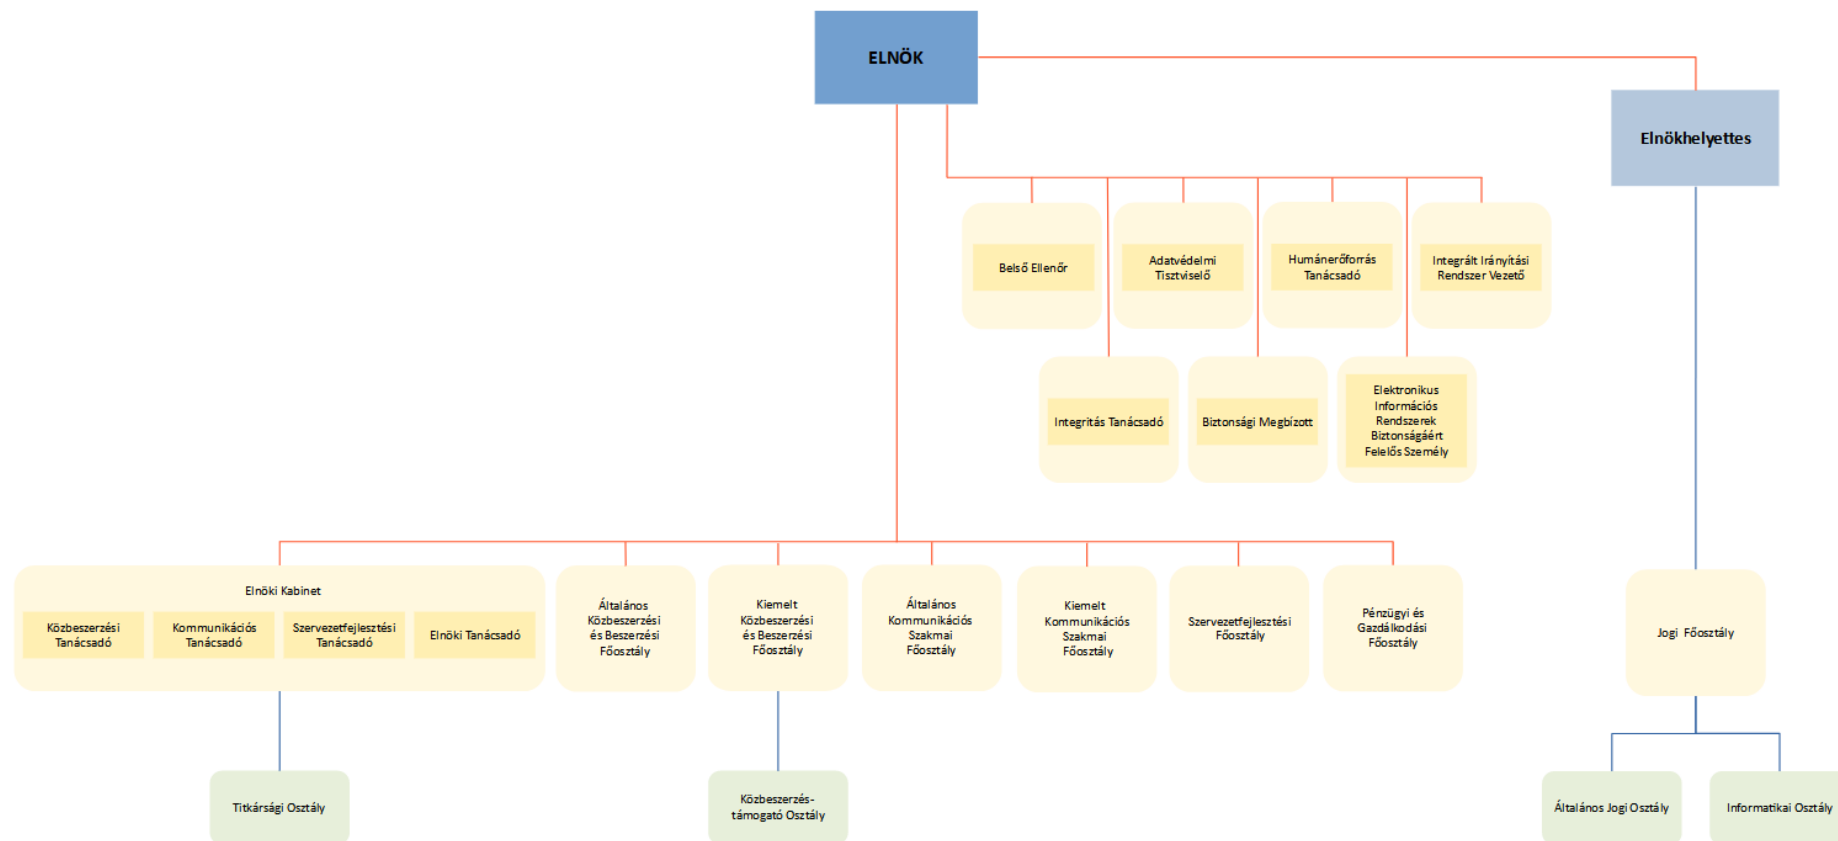 ELNÖK
Elnökhelyettes
Belső Ellenőr
Adatvédelmi
Tisztviselő
Humánerőforrás
Tanácsadó
Integrált Irányítási
Rendszer Vezető
Integritás Tanácsadó
Biztonsági Megbízott
Elektronikus
Információs
Rendszerek
Biztonságáért
Felelős Személy
Elnöki Kabinet
Közbeszerzési
Tanácsadó
Kommunikációs
Tanácsadó
Szervezetfejlesztési
Tanácsadó
Elnöki Tanácsadó
Általános
Közbeszerzési
és Beszerzési
Főosztály
Kiemelt
Közbeszerzési
és Beszerzési
Főosztály
Általános
Kommunikációs
Szakmai
Főosztály
Kiemelt
Kommunikációs
Szakmai
Főosztály
Szervezetfejlesztési
Főosztály
Pénzügyi és
Gazdálkodási
Főosztály
Jogi Főosztály
Titkársági Osztály
Közbeszerzés-
támogató Osztály
Általános Jogi Osztály
Informatikai Osztály